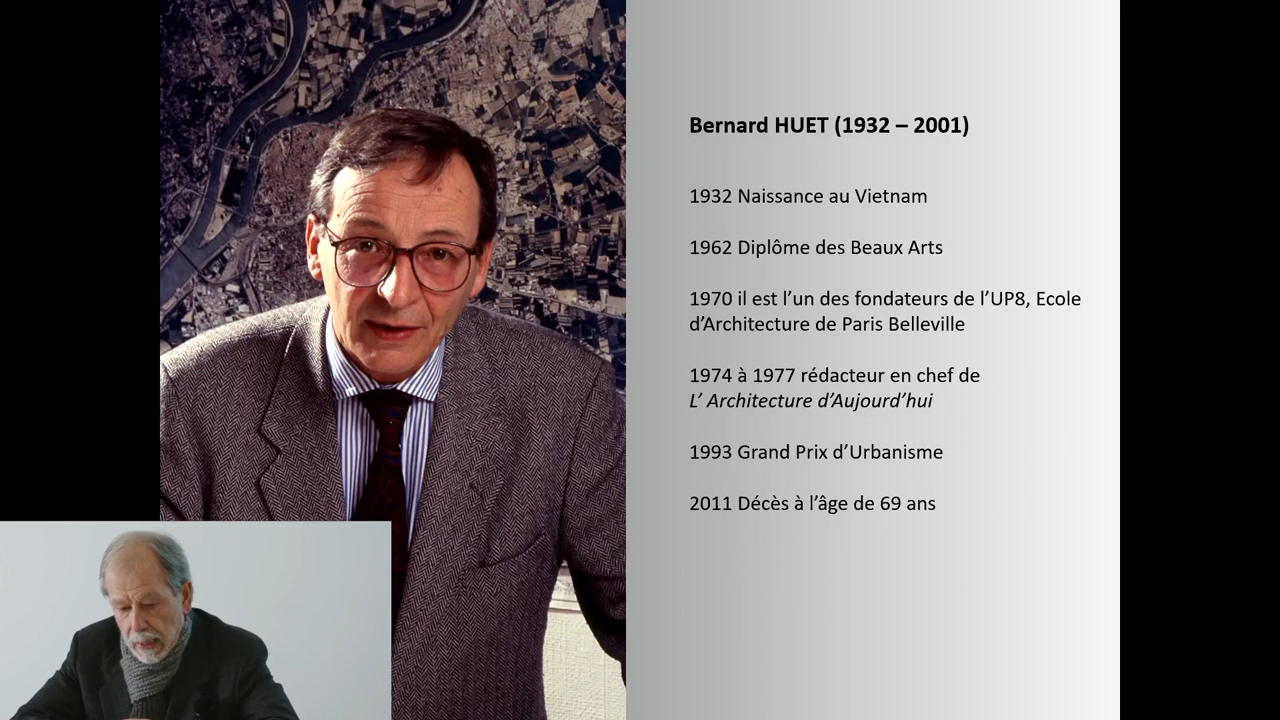 Bernard HUET (1932 – 2001)
1932 Naissance au Vietnam
1962 Diplôme des Beaux Arts
1970 il est l’un des fondateurs de l’UP8, Ecole
d’Architecture de Paris Belleville
1974 à 1977 rédacteur en chef de
L’ Architecture d’Aujourd’hui
1993 Grand Prix d’Urbanisme
2011 Décès à l’âge de 69 ans